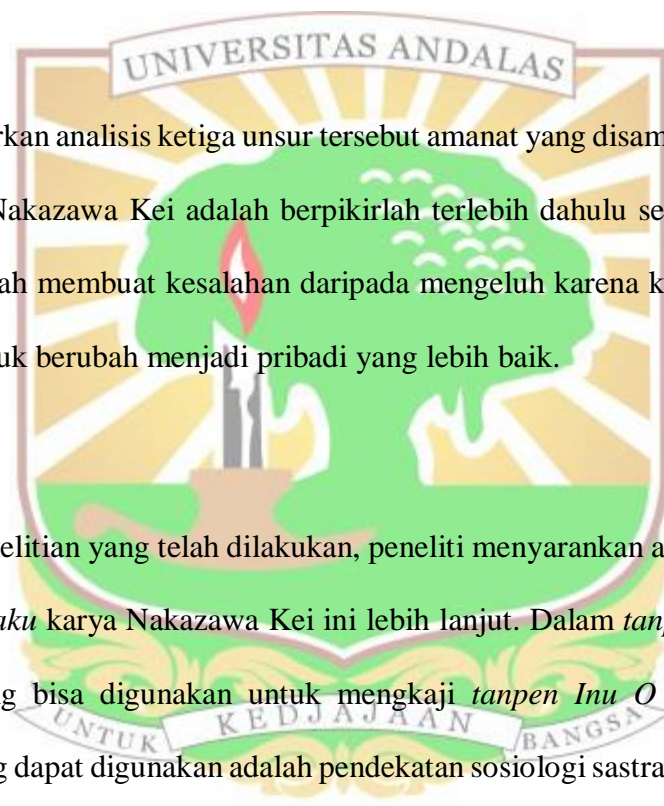 UNIVERSITAS ANDALAS
rkan analisis ketiga unsur tersebut amanat yang disam
Nakazawa Kei adalah berpikirlah terlebih dahulu se
ah membuat kesalahan daripada mengeluh karena k
uk berubah menjadi pribadi yang lebih baik.
elitian yang telah dilakukan, peneliti menyarankan a
aku karya Nakazawa Kei ini lebih lanjut. Dalam tanp
g bisa digunakan untuk mengkaji tanpen Inu O
UNTUK KEDJAJAAN BANGSA
g dapat digunakan adalah pendekatan sosiologi sastra